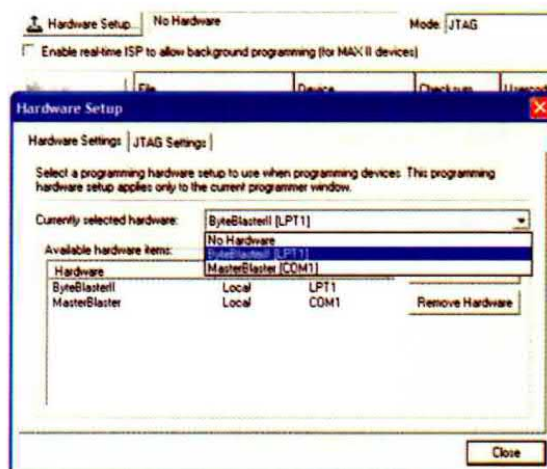 Hardware Setup... No Hardware Mode: JTAG
Enable real-time ISP to allow background programming (for MAX II devices)
File Device Checksum Usercode
Hardware Setup
Hardware Settings JTAG Settings
Select a programming hardware setup to use when programming devices. This programming
hardware setup applies only to the current programmer window.
Currently selected hardware: ByteBlasterII [LPT1]
No Hardware
ByteBlasterII [LPT1]
MasterBlaster [COM1]
Available hardware items:
Hardware
ByteBlasterII Local LPT1
MasterBlaster Local COM1
Remove Hardware
Close